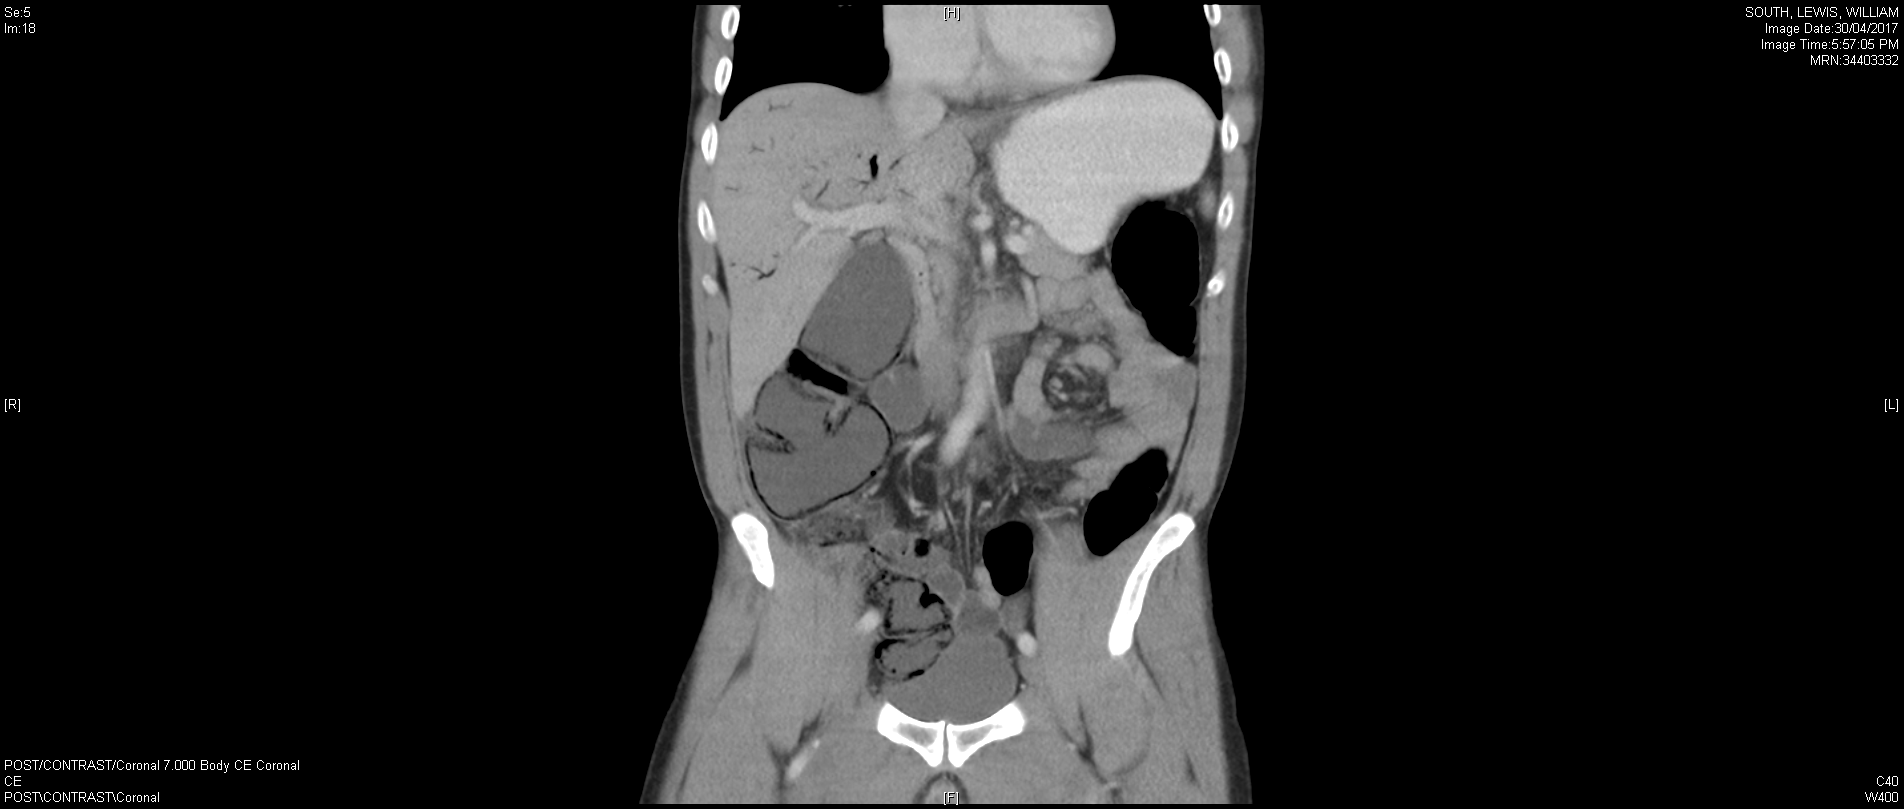 Se:5
Im:18
[H]
SOUTH, LEWIS, WILLIAM
Image Date:30/04/2017
Image Time:5:57:05 PM
MRN:34403332
[R]
[L]
POST/CONTRAST/Coronal 7.000 Body CE Coronal
CE
POST\CONTRAST\Coronal
[F]
C40
W400